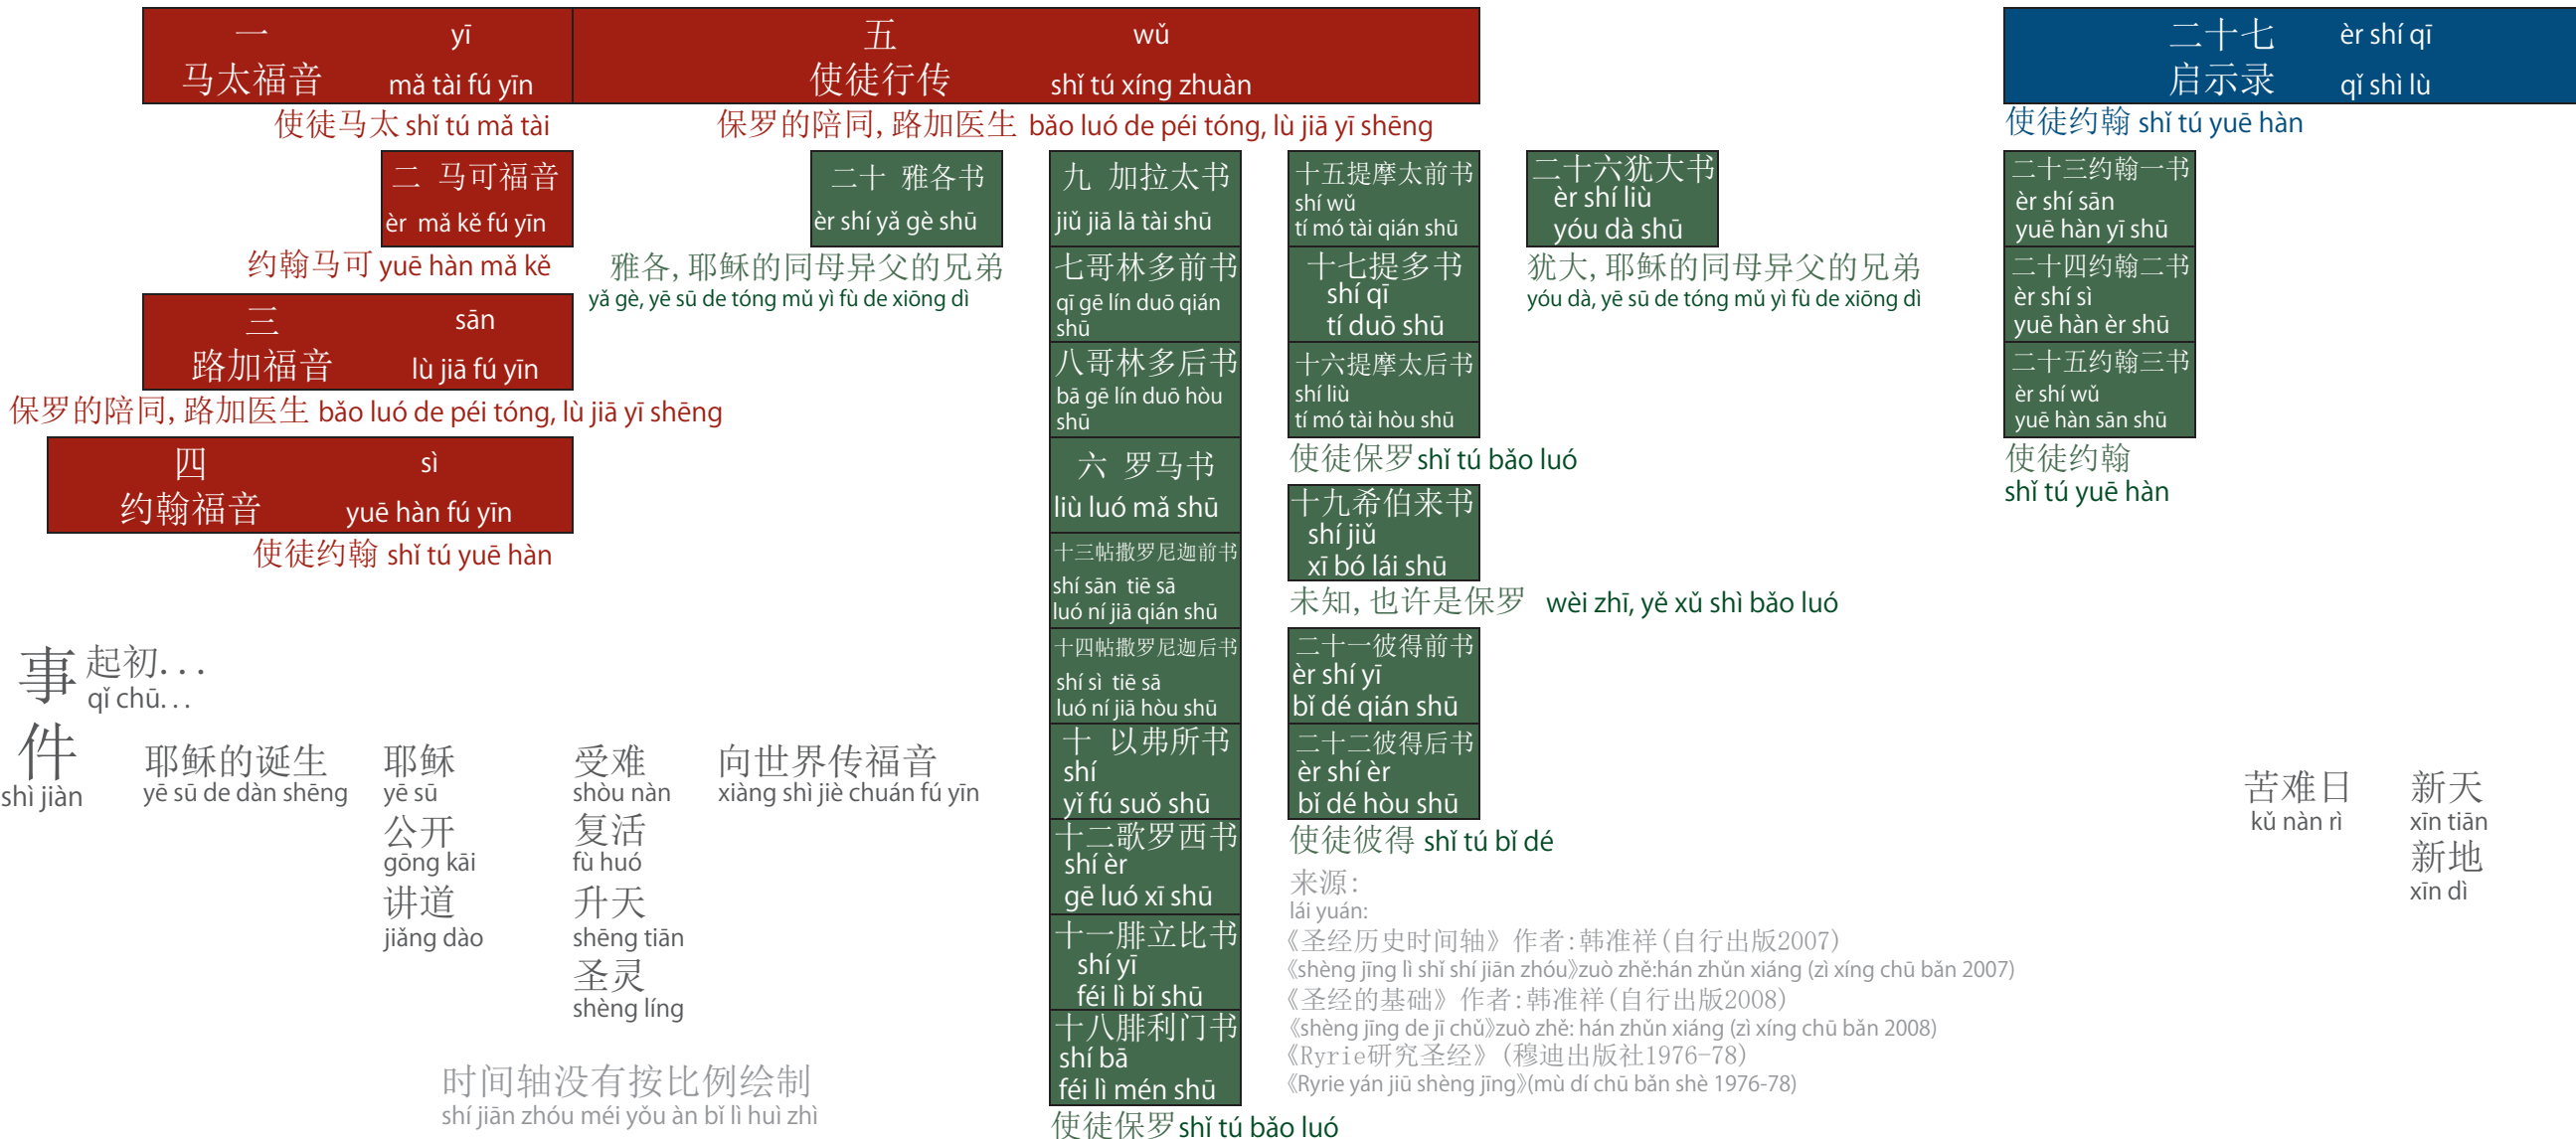 一 yī
马太福音 mǎ tài fú yīn
使徒马太 shǐ tú mǎ tài
二 马可福音
èr mǎ kě fú yīn
约翰马可 yuē hàn mǎ kě
三 sān
路加福音 lù jiā fú yīn
保罗的陪同, 路加医生 bǎo luó de péi tóng, lù jiā yī shēng
四 sì
约翰福音 yuē hàn fú yīn
使徒约翰 shǐ tú yuē hàn
五 wǔ
使徒行传 shǐ tú xíng zhuàn
保罗的陪同, 路加医生 bǎo luó de péi tóng, lù jiā yī shēng
二十 雅各书
èr shí yǎ gè shū
雅各, 耶稣的同母异父的兄弟
yǎ gè, yē sū de tóng mǔ yì fù de xiōng dì
九 加拉太书
jiǔ jiā lā tài shū
七哥林多前书
qī gē lín duō qián
shū
八哥林多后书
bā gē lín duō hòu
shū
六 罗马书
liù luó mǎ shū
十三帖撒罗尼迦前书
shí sān tiē sā
luó ní jiā qián shū
十四帖撒罗尼迦后书
shí sì tiē sā
luó ní jiā hòu shū
十 以弗所书
shí
yǐ fú suǒ shū
十二歌罗西书
shí èr
gē luó xī shū
十一腓立比书
shí yī
féi lì bǐ shū
十八腓利门书
shí bā
féi lì mén shū
使徒保罗 shǐ tú bǎo luó
十五提摩太前书
shí wǔ
tí mó tài qián shū
十七提多书
shí qī
tí duō shū
十六提摩太后书
shí liù
tí mó tài hòu shū
使徒保罗 shǐ tú bǎo luó
十九希伯来书
shí jiǔ
xī bó lái shū
未知, 也许是保罗 wèi zhī, yě xǔ shì bǎo luó
二十一彼得前书
èr shí yī
bǐ dé qián shū
二十二彼得后书
èr shí èr
bǐ dé hòu shū
使徒彼得 shǐ tú bǐ dé
二十六犹大书
èr shí liù
yóu dà shū
犹大, 耶稣的同母异父的兄弟
yóu dà, yē sū de tóng mǔ yì fù de xiōng dì
二十七 èr shí qī
启示录 qǐ shì lù
使徒约翰 shǐ tú yuē hàn
二十三约翰一书
èr shí sān
yuē hàn yī shū
二十四约翰二书
èr shí sì
yuē hàn èr shū
二十五约翰三书
èr shí wǔ
yuē hàn sān shū
使徒约翰
shǐ tú yuē hàn
事件
shì jiàn
起初...
qǐ chū...
耶稣的诞生
yē sū de dàn shēng
耶稣
yē sū
公开
gōng kāi
讲道
jiǎng dào
受难
shòu nàn
复活
fù huó
升天
shēng tiān
圣灵
shèng líng
向世界传福音
xiàng shì jiè chuán fú yīn
苦难日
kǔ nàn rì
新天
xīn tiān
新地
xīn dì
来源:
lái yuán:
《圣经历史时间轴》作者:韩准祥(自行出版2007)
《shèng jīng lì shǐ shí jiān zhóu》zuò zhě:hán zhǔn xiáng (zì xíng chū bǎn 2007)
《圣经的基础》作者:韩准祥(自行出版2008)
《shèng jīng de jī chǔ》zuò zhě: hán zhǔn xiáng (zì xíng chū bǎn 2008)
《Ryrie研究圣经》(穆迪出版社1976-78)
《Ryrie yán jiū shèng jīng》(mù dí chū bǎn shè 1976-78)
时间轴没有按比例绘制
shí jiān zhóu méi yǒu àn bǐ lì huì zhì